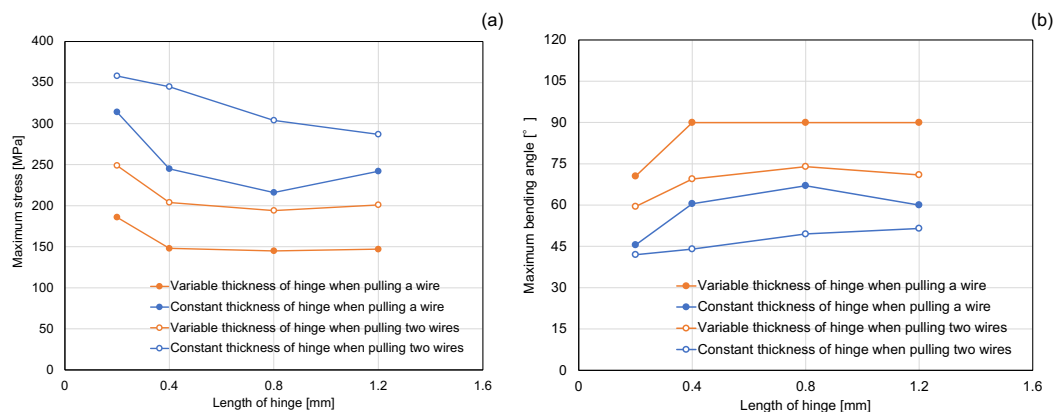 (a)
400
350
300
250
200
150
100
50
0
0
0.4
0.8
1.2
1.6
Maximum stress [MPa]
Length of hinge [mm]
Variable thickness of hinge when pulling a wire
Constant thickness of hinge when pulling a wire
Variable thickness of hinge when pulling two wires
Constant thickness of hinge when pulling two wires
(b)
120
105
90
75
60
45
30
15
0
0
0.4
0.8
1.2
1.6
Maximum bending angle [° ]
Length of hinge [mm]
Variable thickness of hinge when pulling a wire
Constant thickness of hinge when pulling a wire
Variable thickness of hinge when pulling two wires
Constant thickness of hinge when pulling two wires